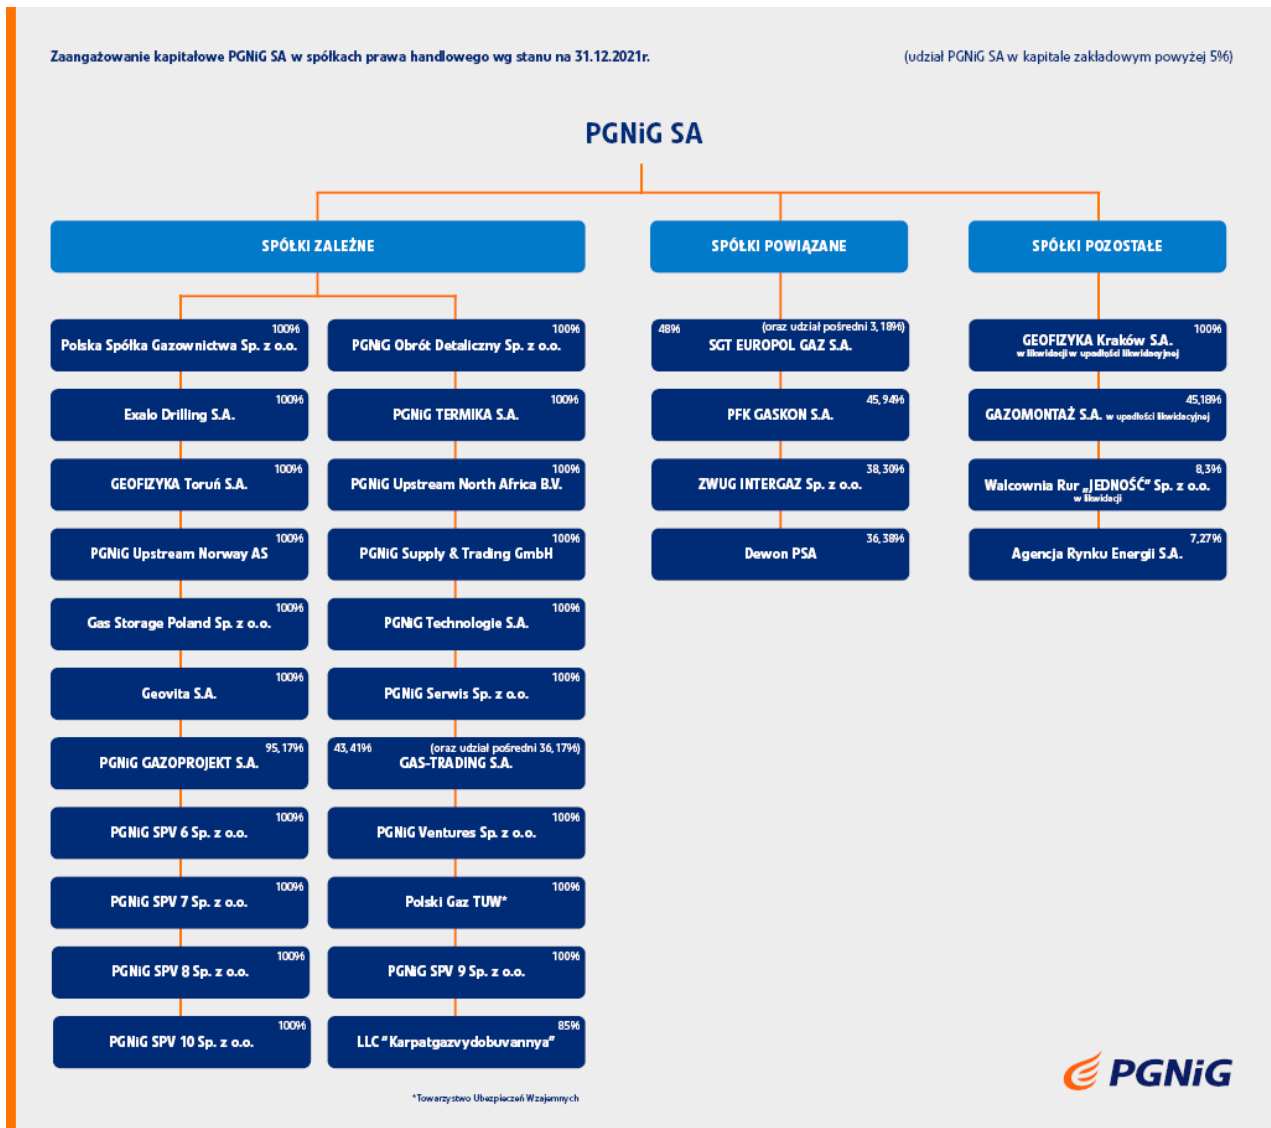 Zaangażowanie kapitałowe PGNiG SA w spółkach prawa handlowego wg stanu na 31.12.2021r.
(udział PGNiG SA w kapitale zakładowym powyżej 5%)
PGNiG SA
SPÓŁKI ZALEŻNE
SPÓŁKI POWIĄZANE
SPÓŁKI POZOSTAŁE
100%
Polska Spółka Gazownictwa Sp. z o.o.
100%
Exalo Drilling S.A.
100%
GEOFIZYKA Toruń S.A.
100%
PGNiG Upstream Norway AS
100%
Gas Storage Poland Sp. z o.o.
100%
Geovita S.A.
95,17%
PGNiG GAZOPROJEKT S.A.
100%
PGNiG SPV 6 Sp. z o.o.
100%
PGNiG SPV 7 Sp. z o.o.
100%
PGNiG SPV 8 Sp. z o.o.
100%
PGNiG SPV 10 Sp. z o.o.
100%
PGNiG Obrót Detaliczny Sp. z o.o.
100%
PGNiG TERMIKA S.A.
100%
PGNiG Upstream North Africa B.V.
100%
PGNiG Supply & Trading GmbH
100%
PGNiG Technologie S.A.
100%
PGNiG Serwis Sp. z o.o.
43,41% (oraz udział pośredni 36,17%)
GAS-TRADING S.A.
100%
PGNiG Ventures Sp. z o.o.
100%
Polski Gaz TUW*
100%
PGNiG SPV 9 Sp. z o.o.
85%
LLC "Karpatgazvydobuvannya"
*Towarzystwo Ubezpieczeń Wzajemnych
48% (oraz udział pośredni 3,18%)
SGT EUROPOL GAZ S.A.
45,94%
PFK GASKON S.A.
38,30%
ZWUG INTERGAZ Sp. z o.o.
36,38%
Dewon PSA
100%
GEOFIZYKA Kraków S.A.
w likwidacji w upadłości likwidacyjnej
45,18%
GAZOMONTAŻ S.A. w upadłości likwidacyjnej
8,3%
Walcownia Rur „JEDNOŚĆ" Sp. z o.o.
w likwidacji
7,27%
Agencja Rynku Energii S.A.
PGNiG